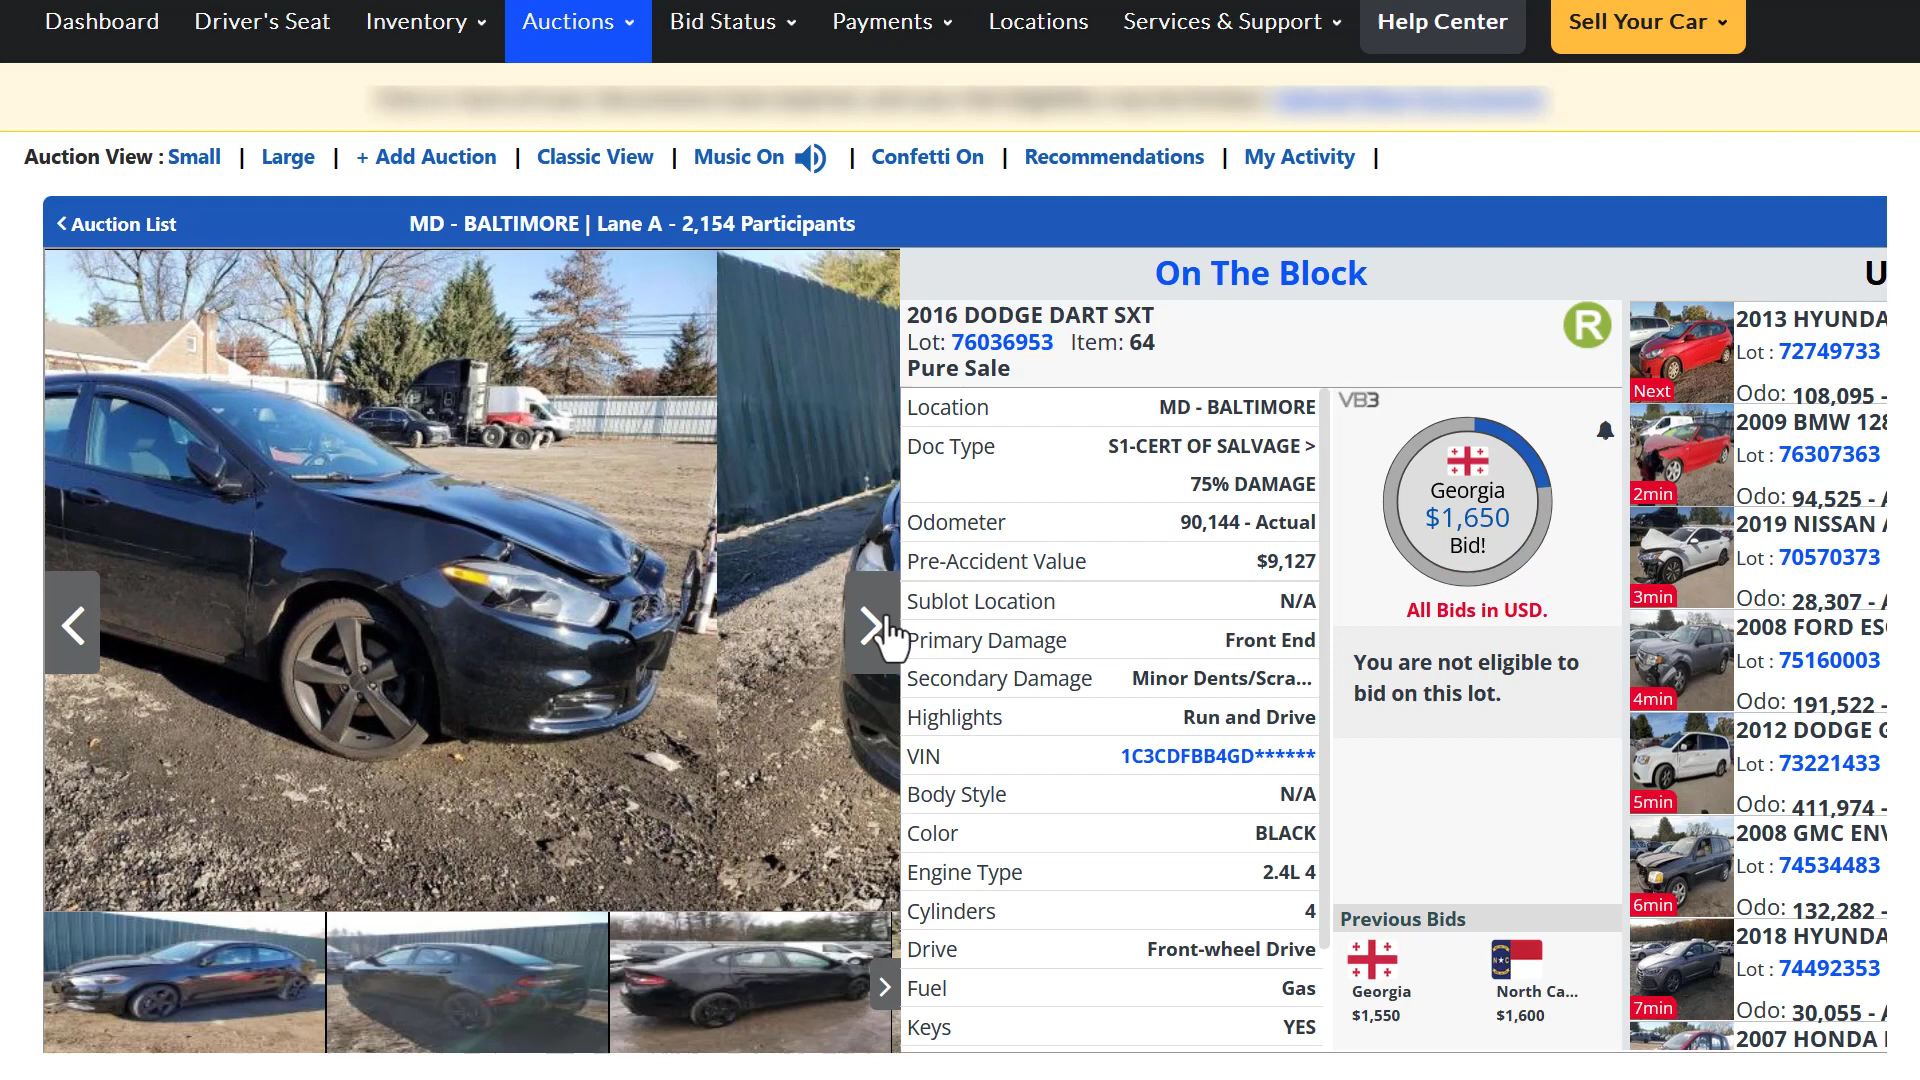 Dashboard Driver's Seat Inventory Auctions Bid Status Payments Locations Services & Support Help Center Sell Your Car
Auction View : Small | Large | + Add Auction | Classic View | Music On | Confetti On | Recommendations | My Activity |
Auction List MD - BALTIMORE | Lane A - 2,154 Participants
On The Block
U
2016 DODGE DART SXT
Lot: 76036953 Item: 64
Pure Sale
R
Location MD - BALTIMORE
Doc Type S1-CERT OF SALVAGE >
75% DAMAGE
Odometer 90,144 - Actual
Pre-Accident Value $9,127
Sublot Location N/A
Primary Damage Front End
Secondary Damage Minor Dents/Scra...
Highlights Run and Drive
VIN 1C3CDFBB4GD******
Body Style N/A
Color BLACK
Engine Type 2.4L 4
Cylinders 4
Drive Front-wheel Drive
Fuel Gas
Keys YES
VB3
Georgia
$1,650
Bid!
All Bids in USD.
You are not eligible to
bid on this lot.
Previous Bids
Georgia
$1,550
North Ca...
$1,600
2013 HYUNDA
Lot : 72749733
Next
Odo: 108,095 -
2009 BMW 128
Lot : 76307363
2min
Odo: 94,525 - A
2019 NISSAN A
Lot : 70570373
3min
Odo: 28,307 - A
2008 FORD ES
Lot : 75160003
4min
Odo: 191,522 -
2012 DODGE G
Lot : 73221433
5min
Odo: 411,974 -
2008 GMC ENV
Lot : 74534483
6min
Odo: 132,282 -
2018 HYUNDA
Lot : 74492353
7min
Odo: 30,055 - A
2007 HONDA